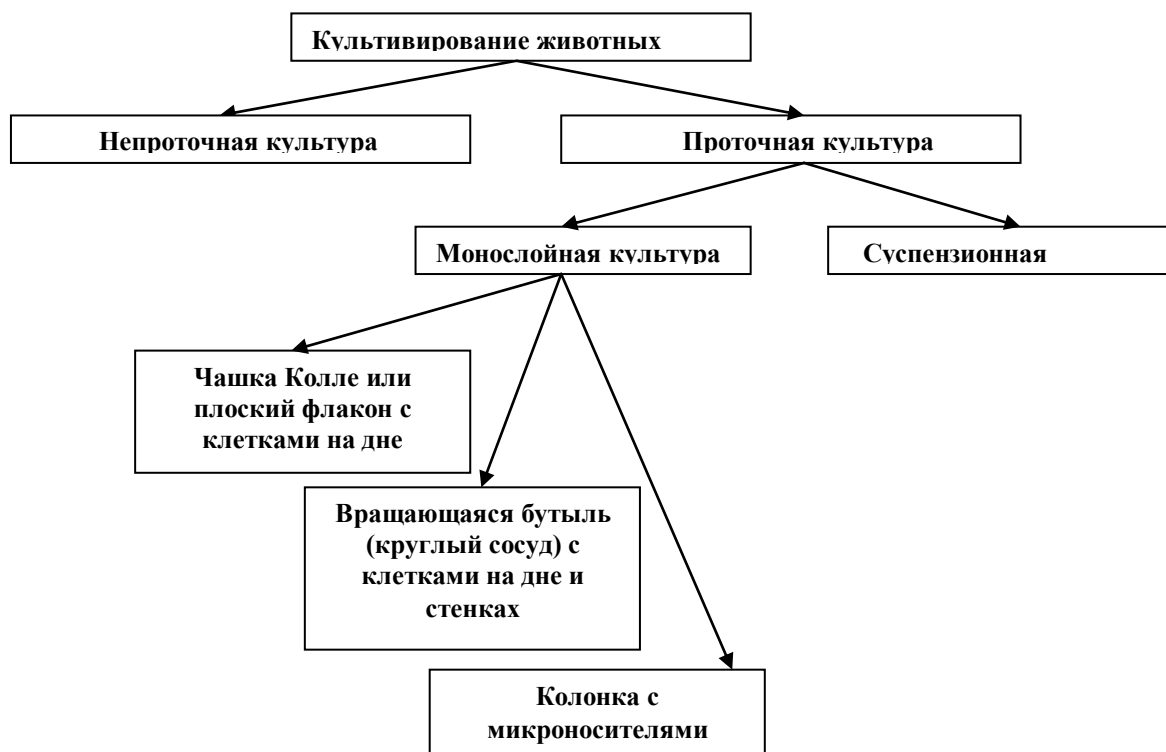 Культивирование животных
Непроточная культура
Проточная культура
Монослойная культура
Суспензионная
Чашка Колле или
плоский флакон с
клетками на дне
Вращающаяся бутыль
(круглый сосуд) с
клетками на дне и
стенках
Колонка с
микроносителями